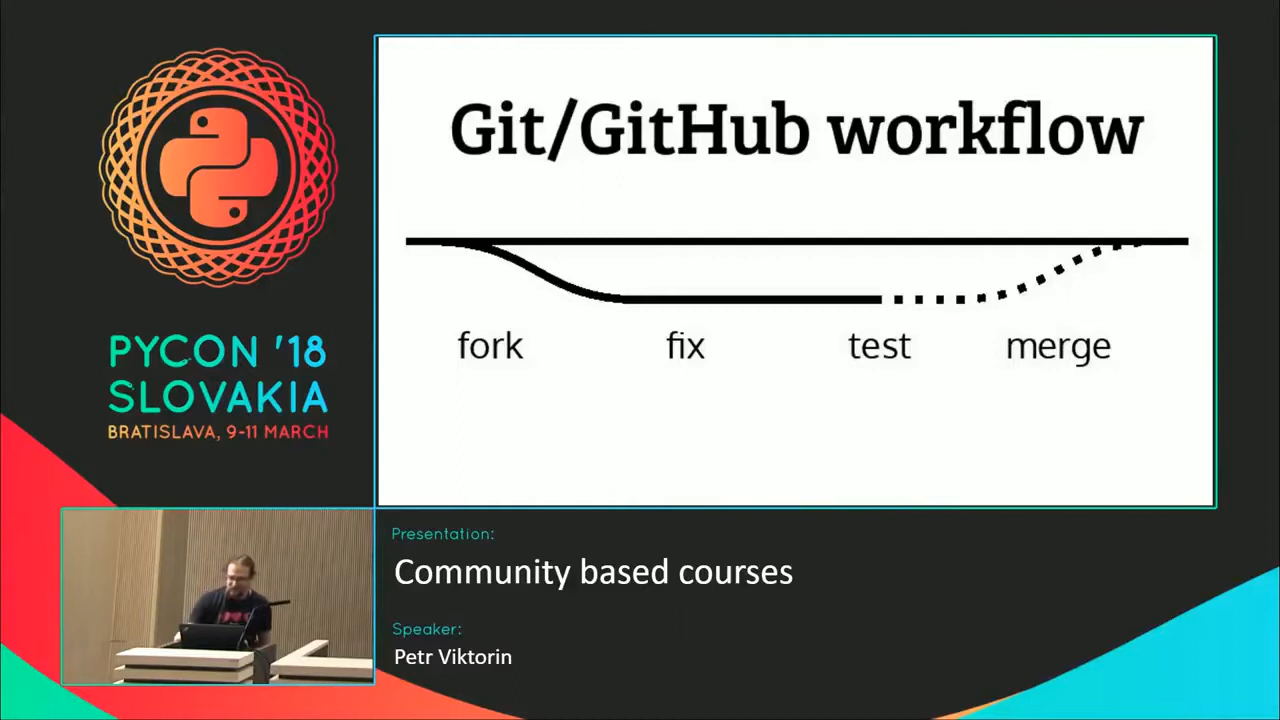 Git/GitHub workflow
fork fix test merge
PYCON '18
SLOVAKIA
BRATISLAVA, 9-11 MARCH
Presentation:
Community based courses
Speaker:
Petr Viktorin